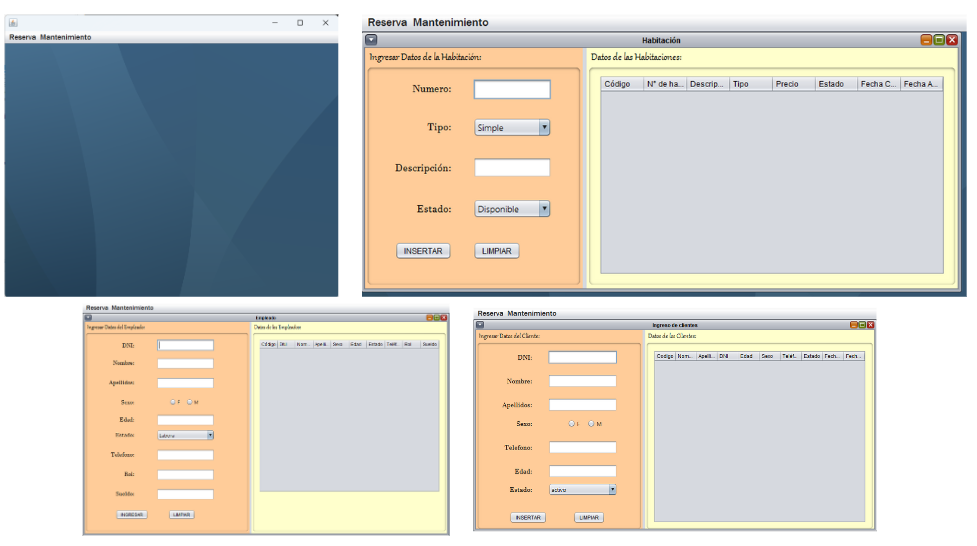 Reserva Mantenimiento
Reserva Mantenimiento
Habitación
Ingresar Datos de la Habitación:
Datos de las Habitaciones:
Numero:
Código N° de ha... Descrip... Tipo Precio Estado Fecha C... Fecha A...
Tipo: Simple
Descripción:
Estado: Disponible
INSERTAR LIMPIAR
Reserva Mantenimiento
Empleado
Ingresar Datos del Empleado:
Datos de los Empleados:
DNI:
Código DNI Nom... Apelli... Sexo Edad Estado Teléf... Rol Sueldo
Nombre:
Apellidos:
Sexo: F M
Edad:
Estado:
Telefono:
Rol:
Sueldo:
INGRESAR LIMPIAR
Reserva Mantenimiento
Ingreso de clientes
Ingresar Datos del Cliente:
Datos de los Clientes:
DNI:
Codigo Nom... Apelli... DNI Edad Sexo Teléf... Estado Fech... Fech...
Nombre:
Apellidos:
Sexo: F M
Telefono:
Edad:
Estado: activo
INSERTAR LIMPIAR